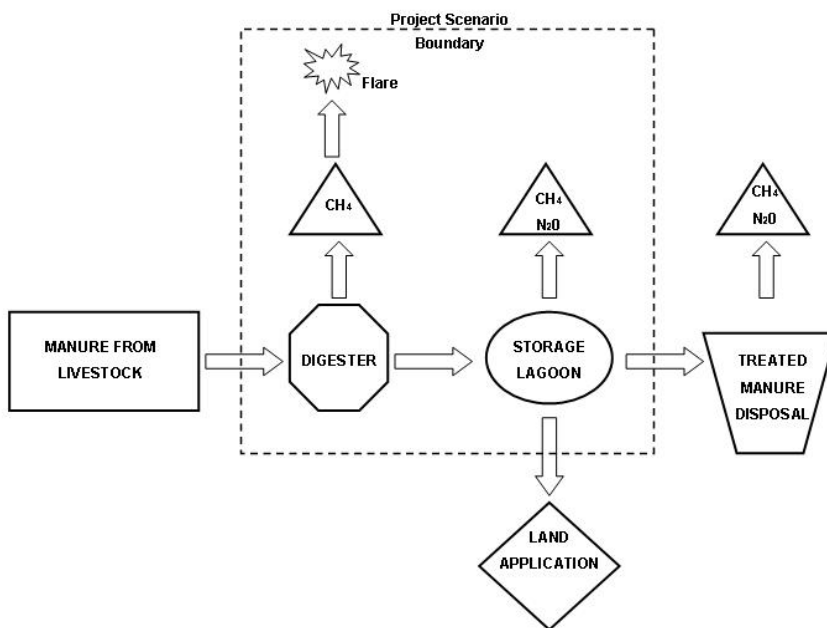 Project Scenario
Boundary
Flare
CH₄
CH₄
N₂0
CH₄
N₂0
MANURE FROM
LIVESTOCK
DIGESTER
STORAGE
LAGOON
TREATED
MANURE
DISPOSAL
LAND
APPLICATION